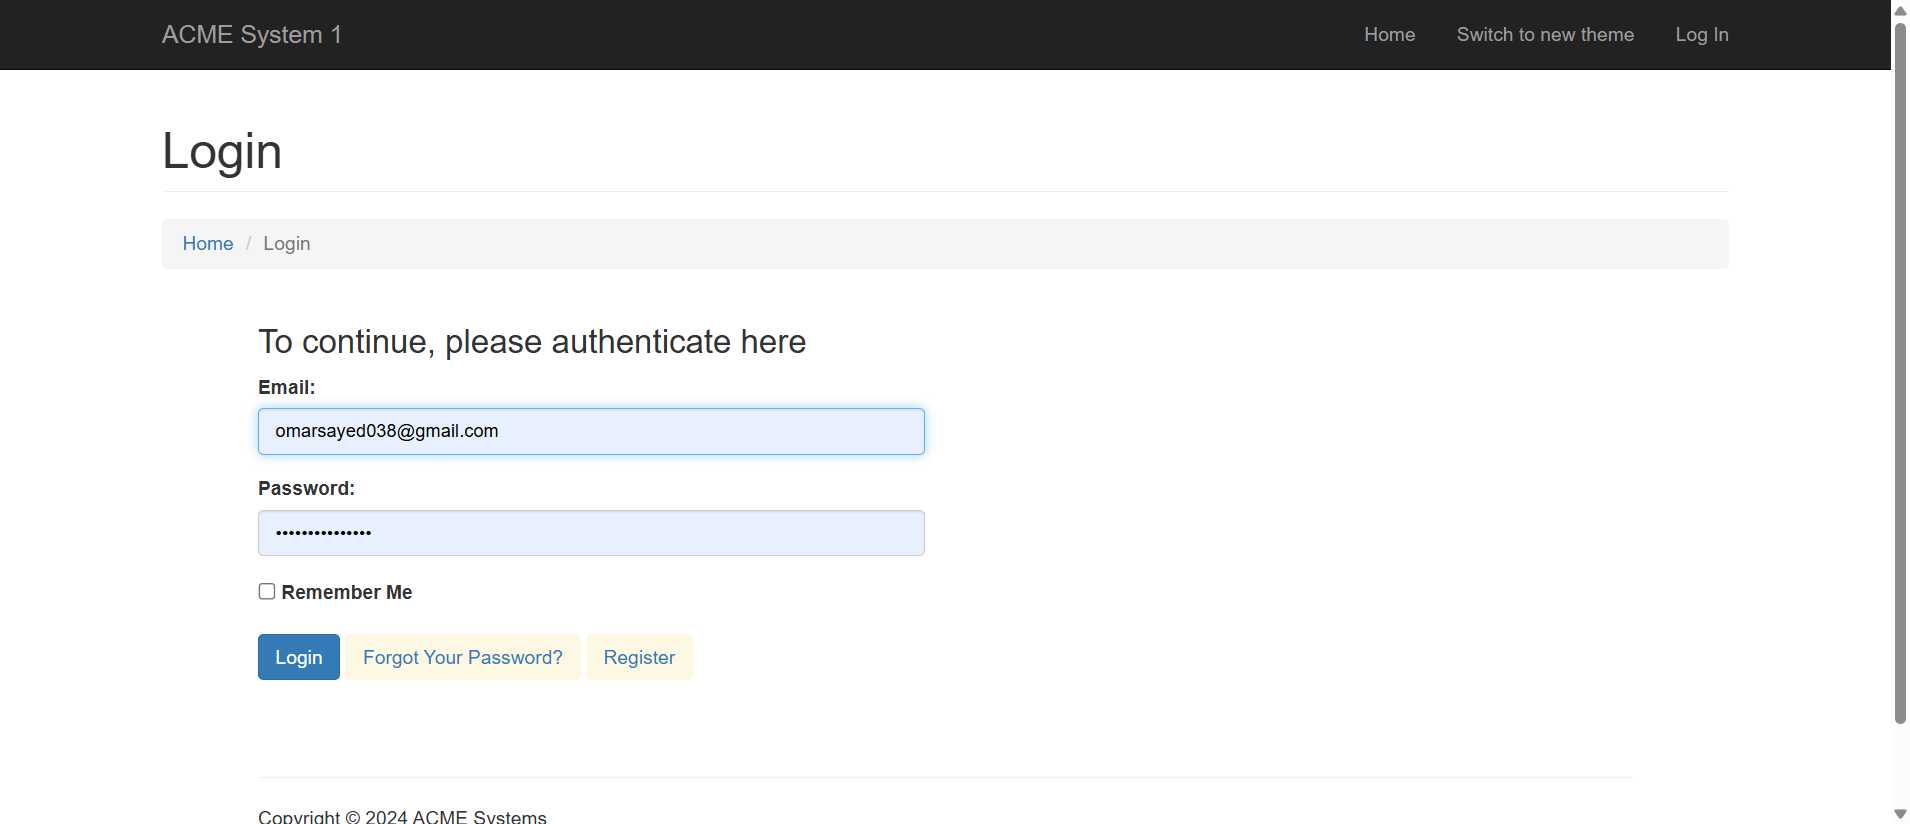 ACME System 1 Home Switch to new theme Log In
Login
Home / Login
To continue, please authenticate here
Email:
omarsayed038@gmail.com
Password:
•••••••••••••••
Remember Me
Login Forgot Your Password? Register
Copyright © 2024 ACME Systems